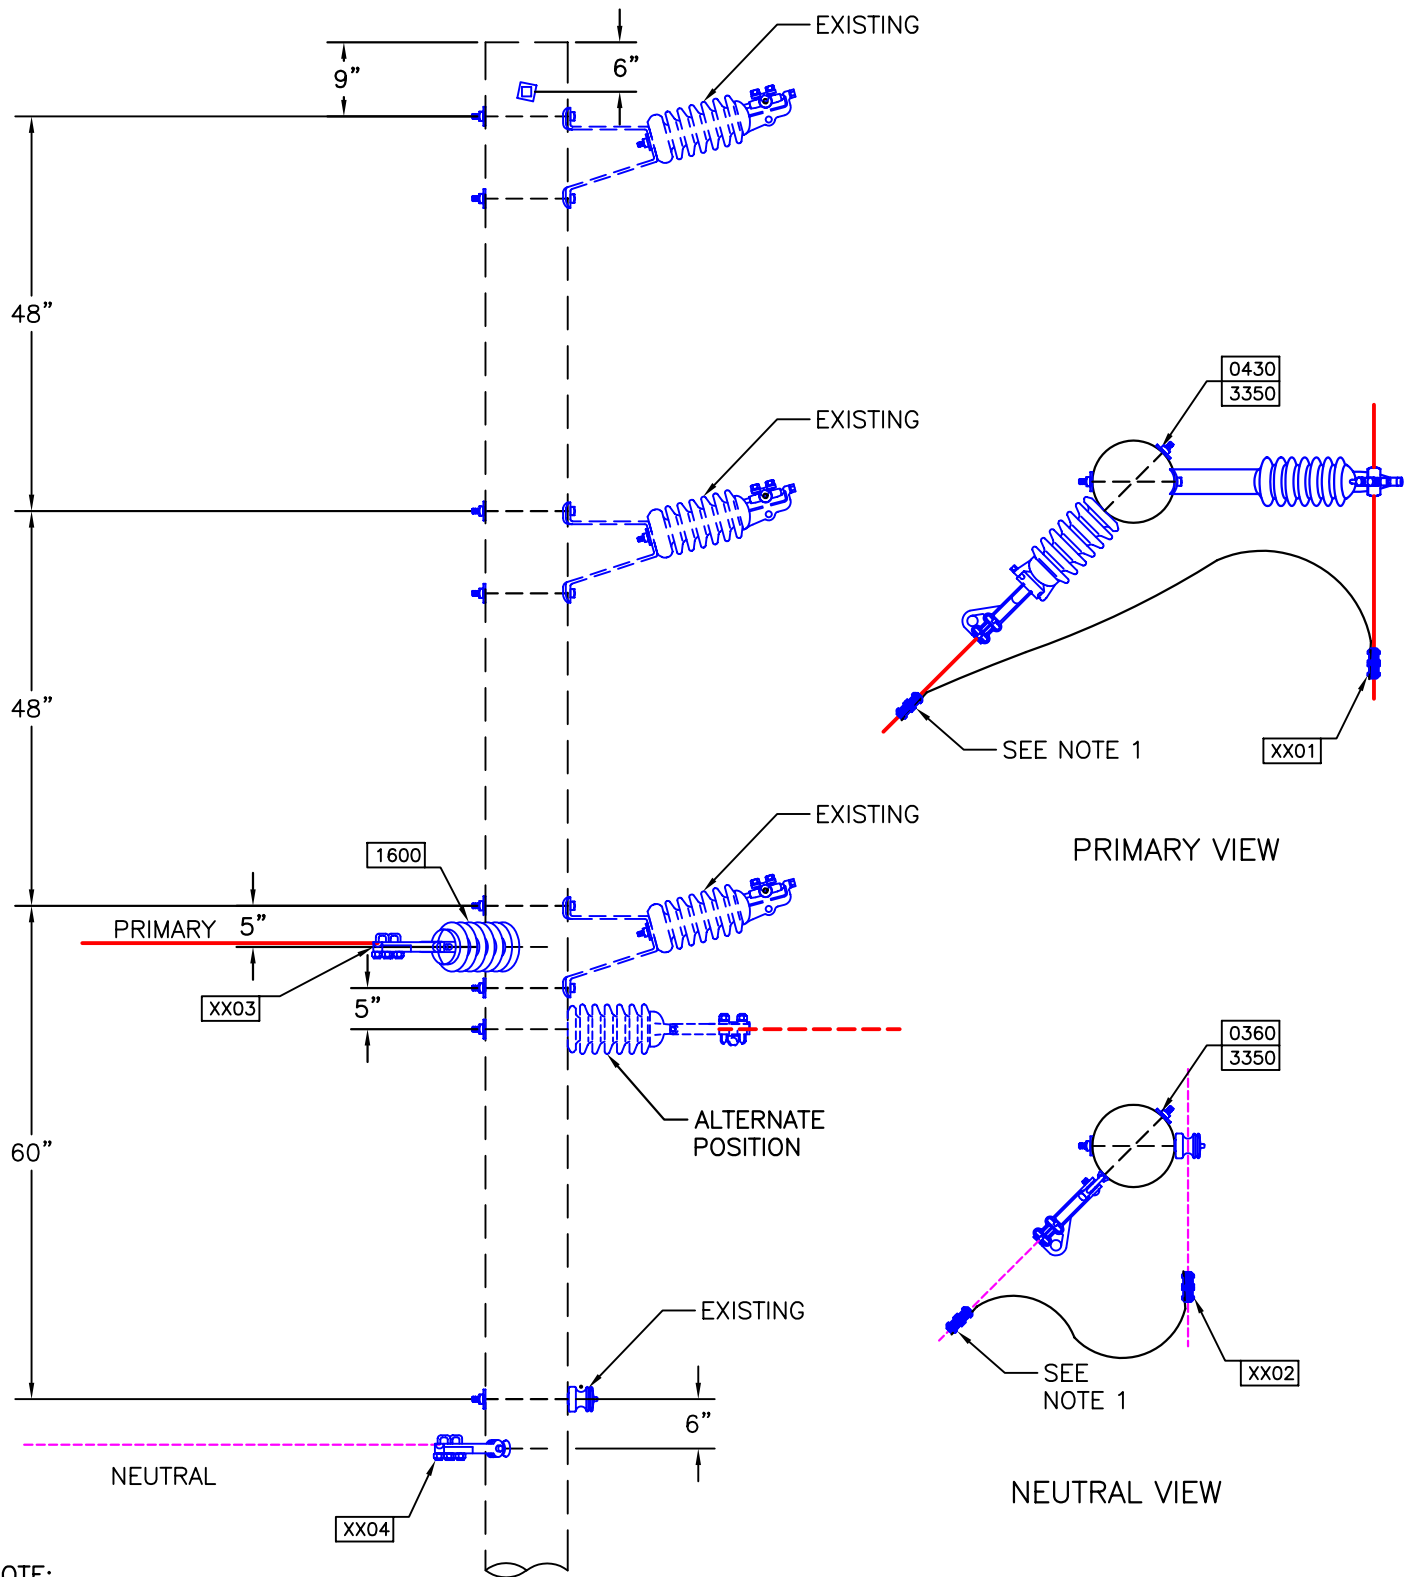 EXISTING
9”
6”
48”
EXISTING
0430
3350
48”
SEE NOTE 1
XX01
EXISTING
PRIMARY VIEW
1600
PRIMARY
5”
XX03
5”
0360
3350
ALTERNATE
POSITION
60”
EXISTING
SEE
NOTE 1
XX02
6”
NEUTRAL
NEUTRAL VIEW
XX04
OTE: